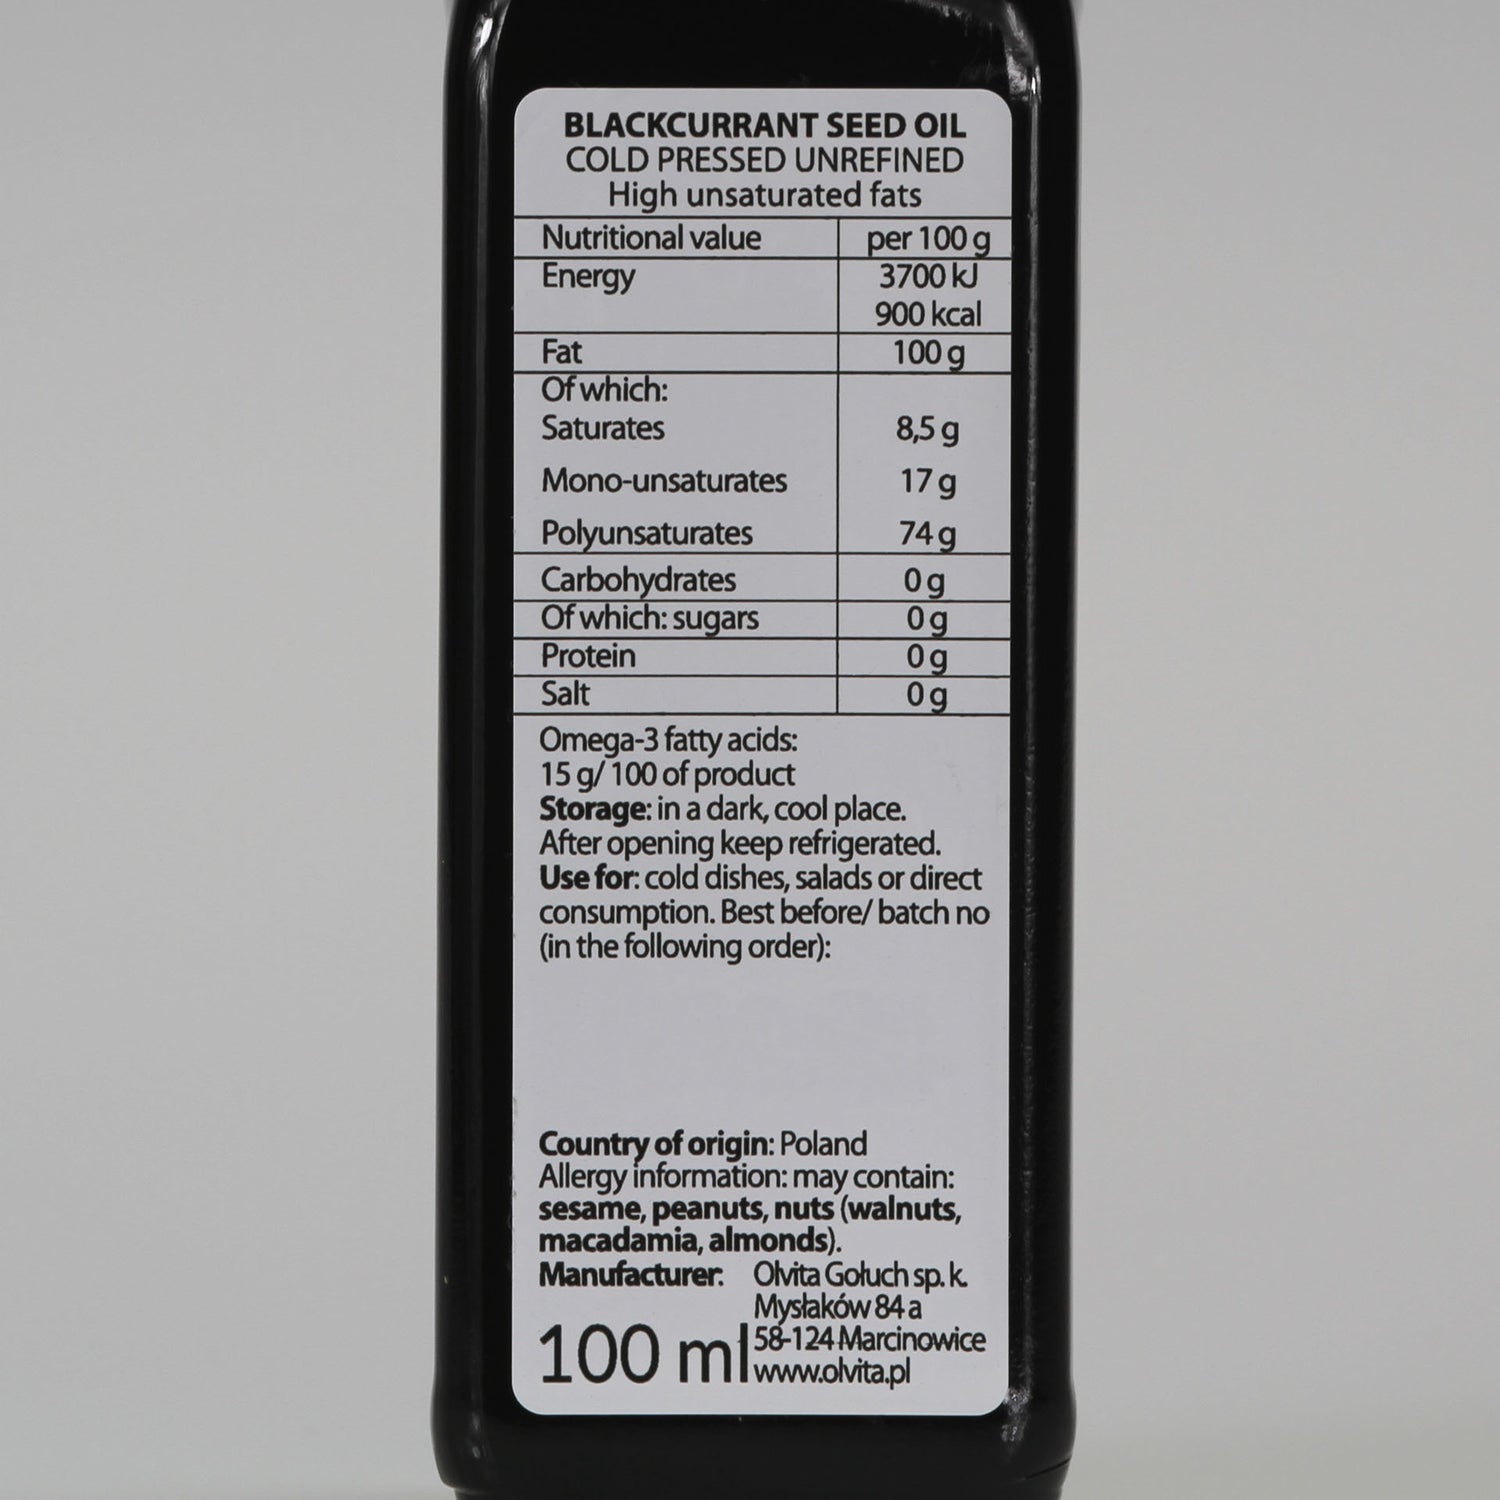 BLACKCURRANT SEED OIL
COLD PRESSED UNREFINED
High unsaturated fats
Nutritional value per 100 g
Energy 3700 kJ
900 kcal
Fat 100 g
Of which:
Saturates 8,5 g
Mono-unsaturates 17 g
Polyunsaturates 74 g
Carbohydrates 0 g
Of which: sugars 0 g
Protein 0 g
Salt 0 g
Omega-3 fatty acids:
15 g/ 100 of product
Storage: in a dark, cool place.
After opening keep refrigerated.
Use for: cold dishes, salads or direct
consumption. Best before/ batch no
(in the following order):
Country of origin: Poland
Allergy information: may contain:
sesame, peanuts, nuts (walnuts,
macadamia, almonds).
Manufacturer: Olvita Gołuch sp. k.
Mysłaków 84 a
58-124 Marcinowice
www.olvita.pl
100 ml